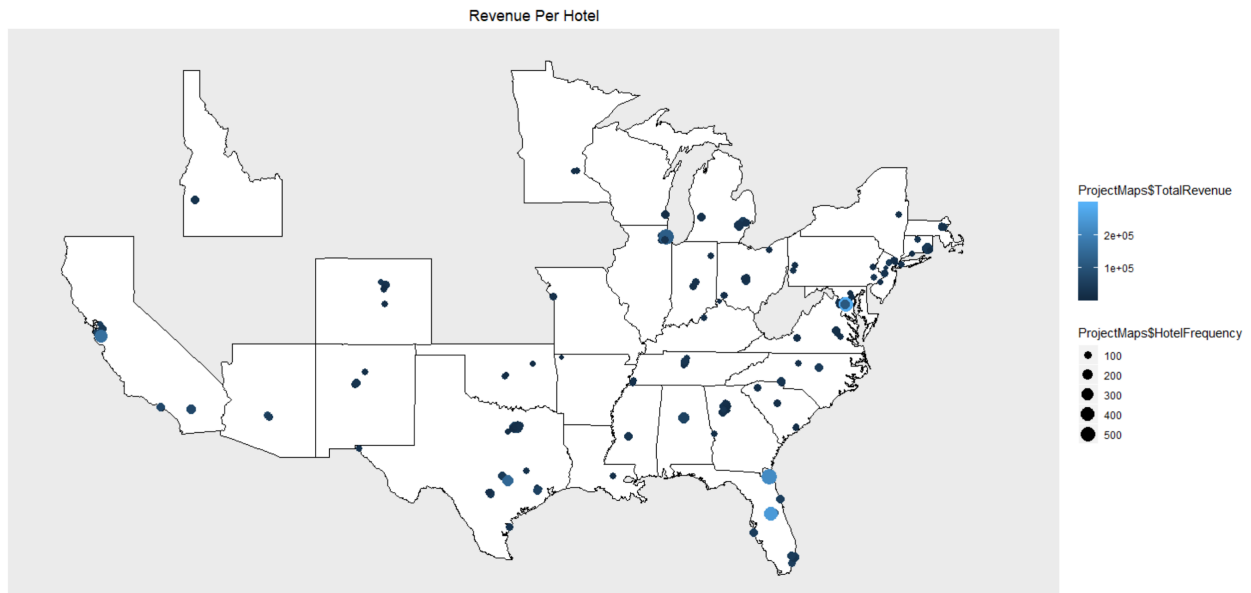 Revenue Per Hotel
ProjectMaps$TotalRevenue
2e+05
1e+05
ProjectMaps$HotelFrequency
100
200
300
400
500